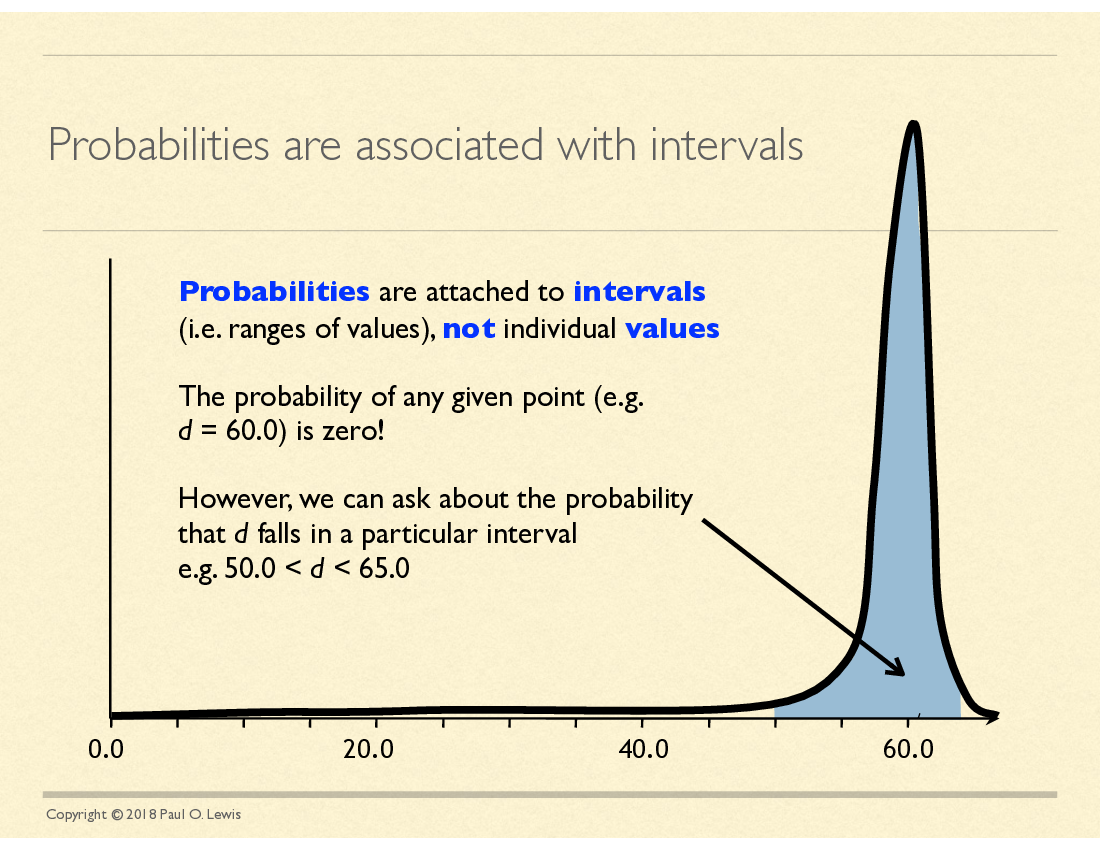 Probabilities are associated with intervals
Probabilities are attached to intervals
(i.e. ranges of values), not individual values
The probability of any given point (e.g.
d = 60.0) is zero!
However, we can ask about the probability
that d falls in a particular interval
e.g. 50.0 < d < 65.0
0.0 20.0 40.0 60.0
Copyright © 2018 Paul O. Lewis